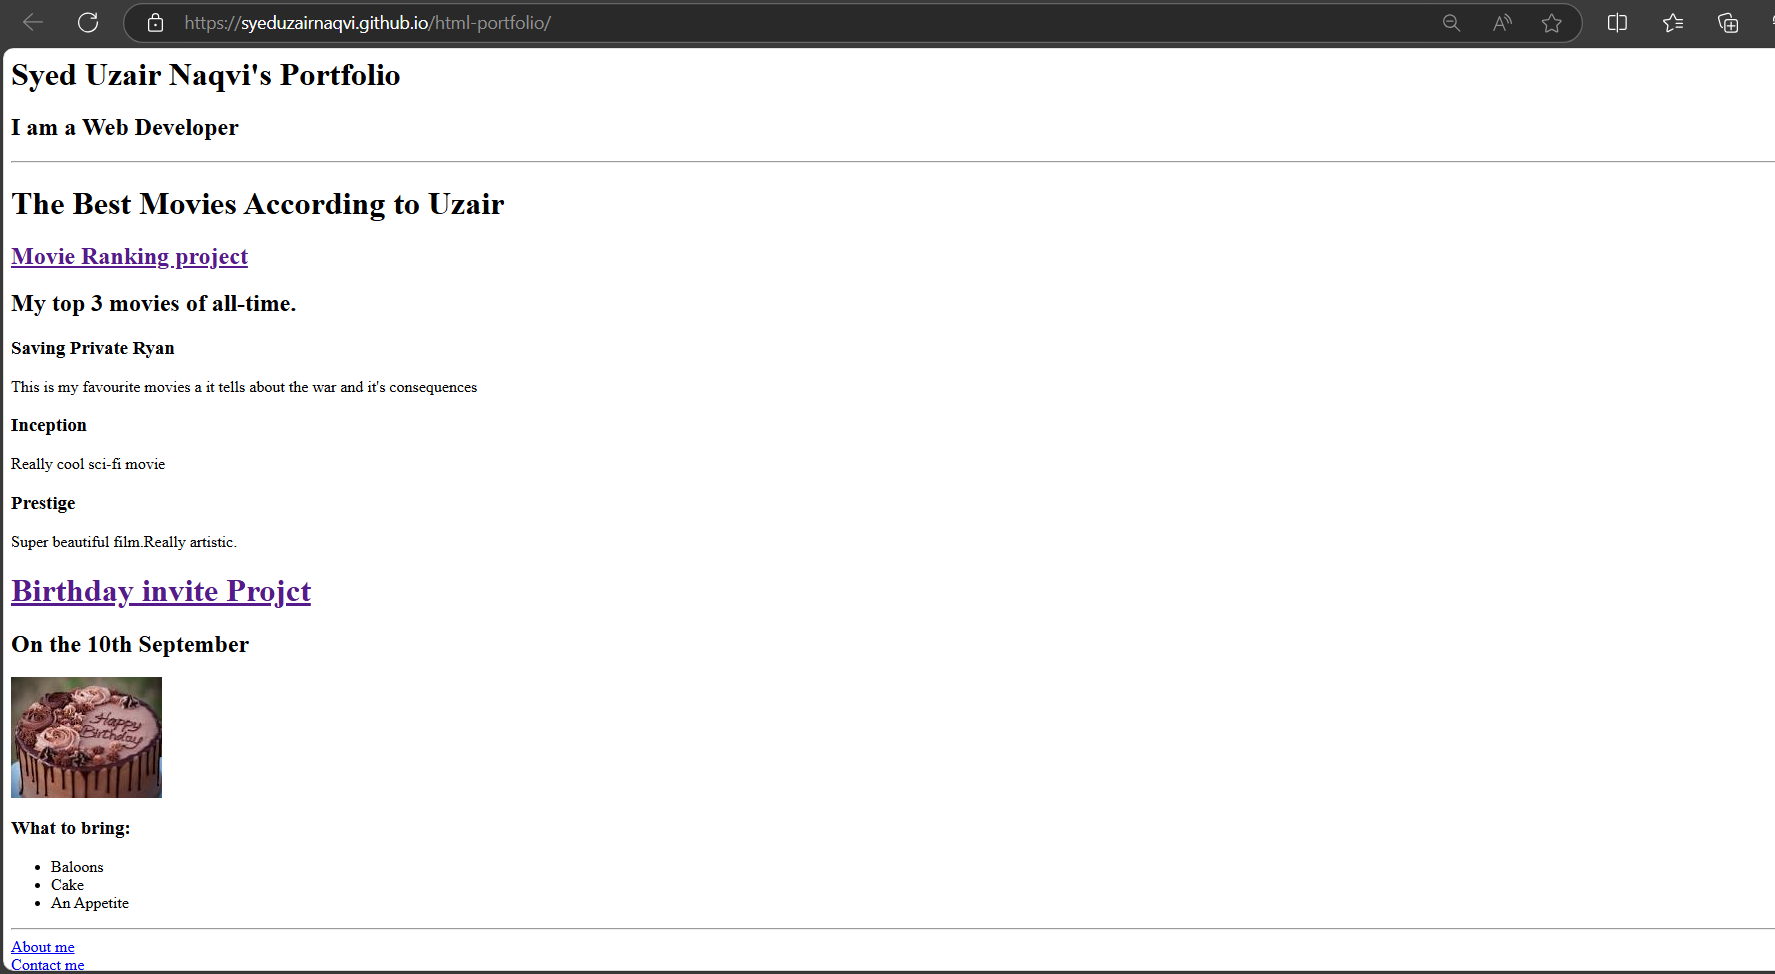 https://syeduzairnaqvi.github.io/html-portfolio/
Syed Uzair Naqvi's Portfolio
I am a Web Developer
The Best Movies According to Uzair
Movie Ranking project
My top 3 movies of all-time.
Saving Private Ryan
This is my favourite movies a it tells about the war and it's consequences
Inception
Really cool sci-fi movie
Prestige
Super beautiful film.Really artistic.
Birthday invite Projct
On the 10th September
Happy
Birthday
What to bring:
Baloons
Cake
An Appetite
About me
Contact me